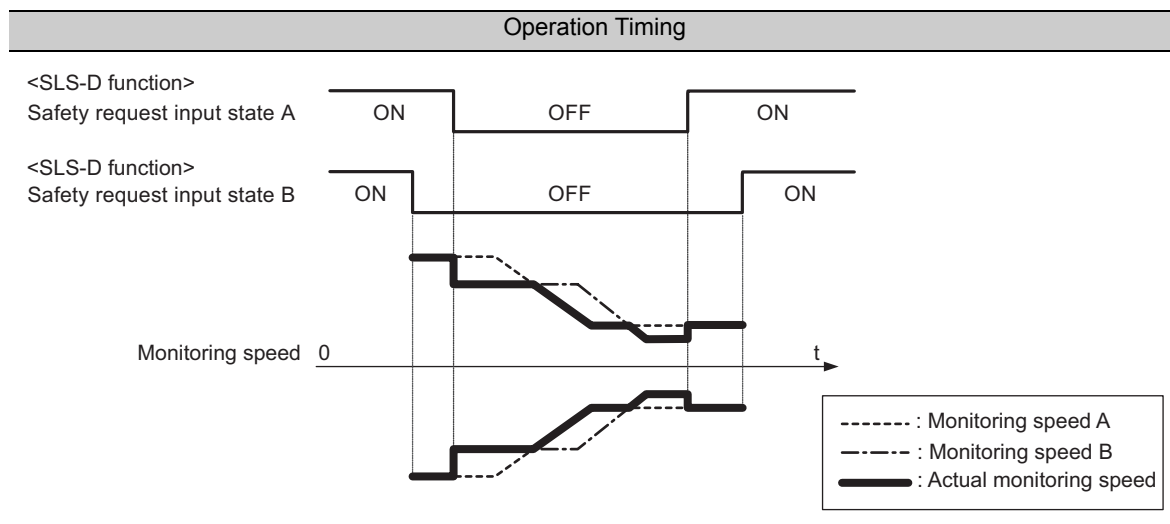 Operation Timing
<SLS-D function>
Safety request input state A
ON OFF ON
<SLS-D function>
Safety request input state B
ON OFF ON
Monitoring speed 0 t
: Monitoring speed A
: Monitoring speed B
: Actual monitoring speed